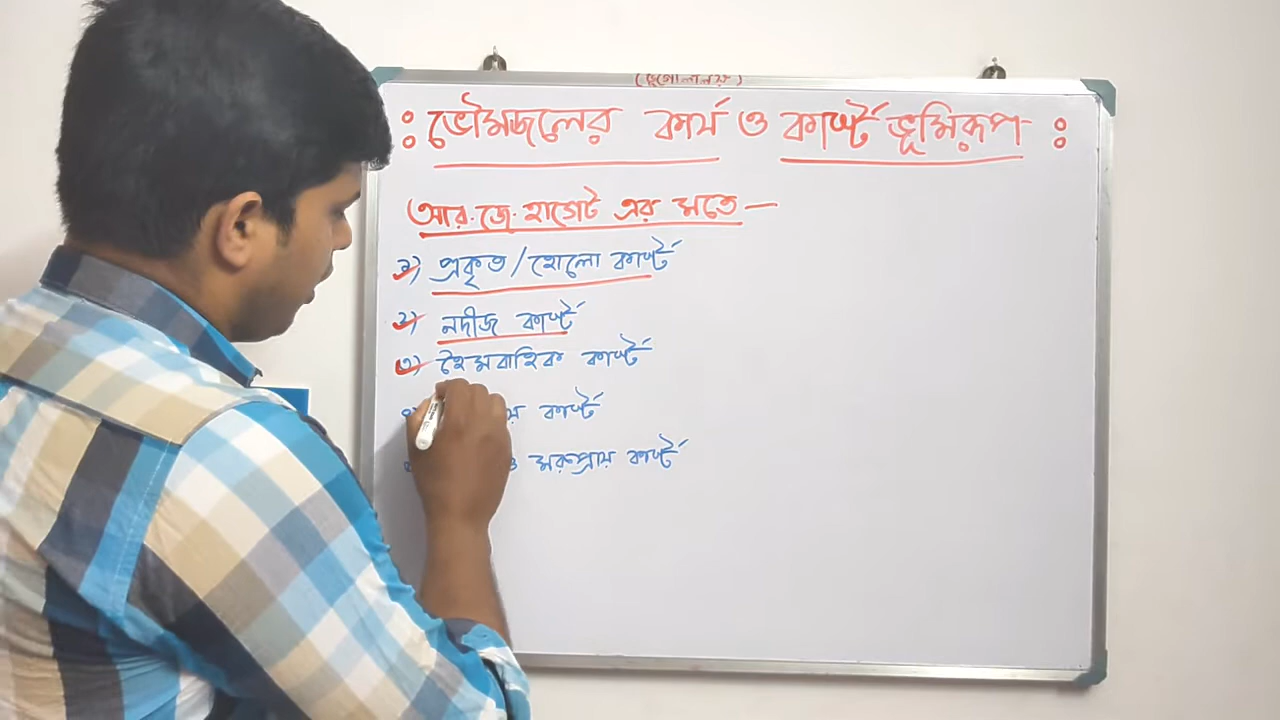 (ভূগোলালয়)
: ভৌমজলের কার্য ও কার্স্ট ভূমিরূপ :
আর.জে.হাগেট এর মতে—
১) প্রকৃত/হোলো কার্স্ট
২) নদীজ কার্স্ট
৩) হৈমবাহিক কার্স্ট
কার্স্ট
ও মরুপ্রায় কার্স্ট